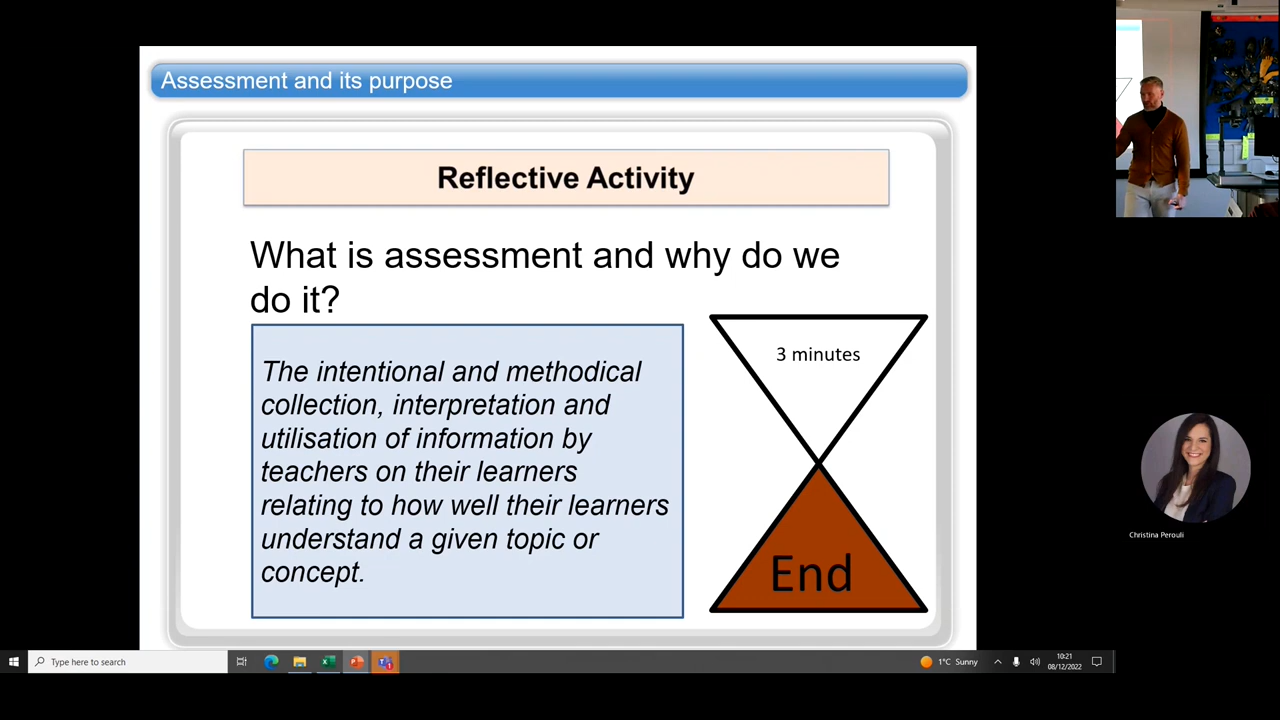 Assessment and its purpose
Reflective Activity
What is assessment and why do we
do it?
The intentional and methodical
collection, interpretation and
utilisation of information by
teachers on their learners
relating to how well their learners
understand a given topic or
concept.
3 minutes
End
Christina Perouli
Type here to search
1°C Sunny
10:21
08/12/2022